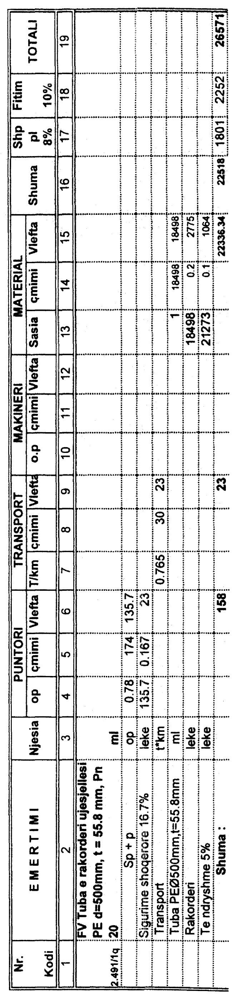 Nr. Kodi | E M E R T I M I | Njesia | PUNTORI | TRANSPORT | MAKINERI | MATERIAL | Shuma | Shp pl 8% | Fitim 10% | TOTALI
op | çmimi | Vlefta | T/km | çmimi | Vlefta | o.p | çmimi | Vlefta | Sasia | çmimi | Vlefta
1 | 2 | 3 | 4 | 5 | 6 | 7 | 8 | 9 | 10 | 11 | 12 | 13 | 14 | 15 | 16 | 17 | 18 | 19
FV Tuba e rakorderi ujesjellesi
PE d=500mm, t = 55.8 mm, Pn
2.491/1q | 20 | ml
Sp + p | op | 0.78 | 174 | 135.7
Sigurime shoqerore 16.7% | leke | 135.7 | 0.167 | 23
Transport | t*km | 0.765 | 30 | 23
Tuba PEØ500mm,t=55.8mm | ml | 1 | 18498 | 18498
Rakorderi | leke | 18498 | 0.2 | 2775
Te ndryshme 5% | leke | 21273 | 0.1 | 1064
Shuma : | 158 | 23 | 22336.34 | 22518 | 1801 | 2252 | 26571